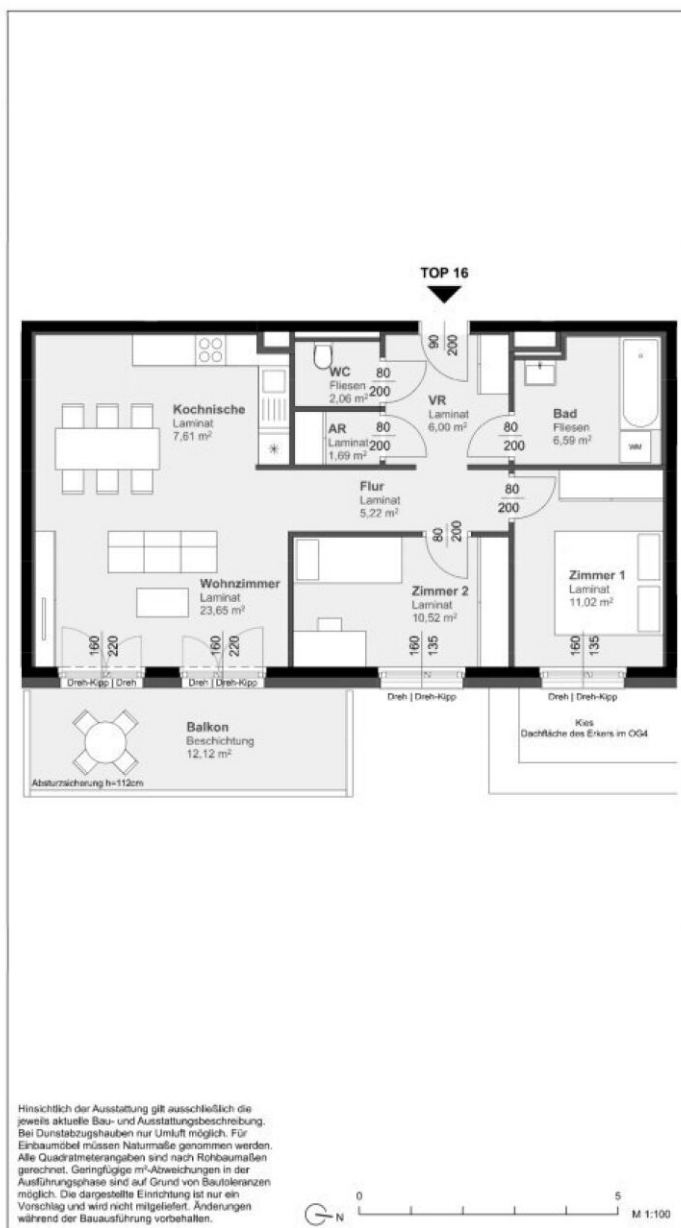 TOP 16
90
200
WC
Fliesen
2,06 m²
80
200
VR
Laminat
6,00 m²
Kochnische
Laminat
7,61 m²
AR
Laminat
1,69 m²
80
200
80
200
Bad
Fliesen
6,59 m²
WM
Flur
Laminat
5,22 m²
80
200
80
200
Wohnzimmer
Laminat
23,65 m²
Zimmer 2
Laminat
10,52 m²
Zimmer 1
Laminat
11,02 m²
160
220
160
220
160
135
160
135
Dreh-Kipp | Dreh
Dreh | Dreh-Kipp
Dreh | Dreh-Kipp
Dreh | Dreh-Kipp
Balkon
Beschichtung
12,12 m²
Kies
Dachfläche des Erkers im OG4
Absturzsicherung h=112cm
Hinsichtlich der Ausstattung gilt ausschließlich die
jeweils aktuelle Bau- und Ausstattungsbeschreibung.
Bei Dunstabzugshauben nur Umluft möglich. Für
Einbaumöbel müssen Naturmaße genommen werden.
Alle Quadratmeterangaben sind nach Rohbaumaßen
gerechnet. Geringfügige m²-Abweichungen in der
Ausführungsphase sind auf Grund von Bautoleranzen
möglich. Die dargestellte Einrichtung ist nur ein
Vorschlag und wird nicht mitgeliefert. Änderungen
während der Bauausführung vorbehalten.
N
0
5
M 1:100